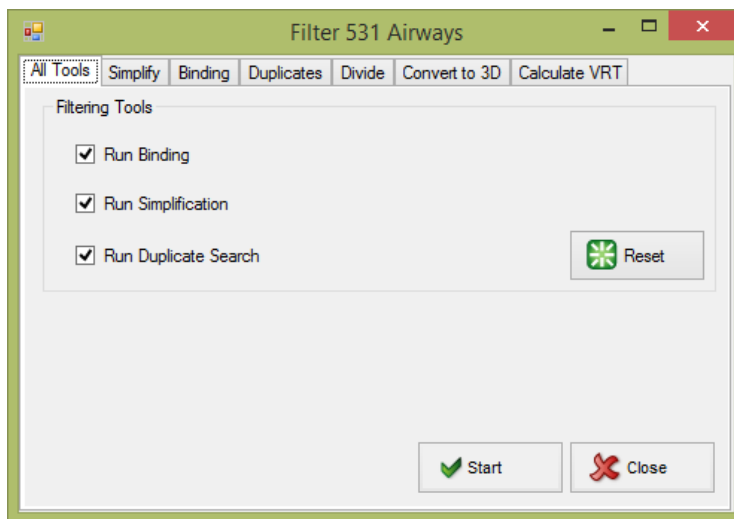 Filter 531 Airways
All Tools Simplify Binding Duplicates Divide Convert to 3D Calculate VRT
Filtering Tools
Run Binding
Run Simplification
Run Duplicate Search
Reset
Start Close